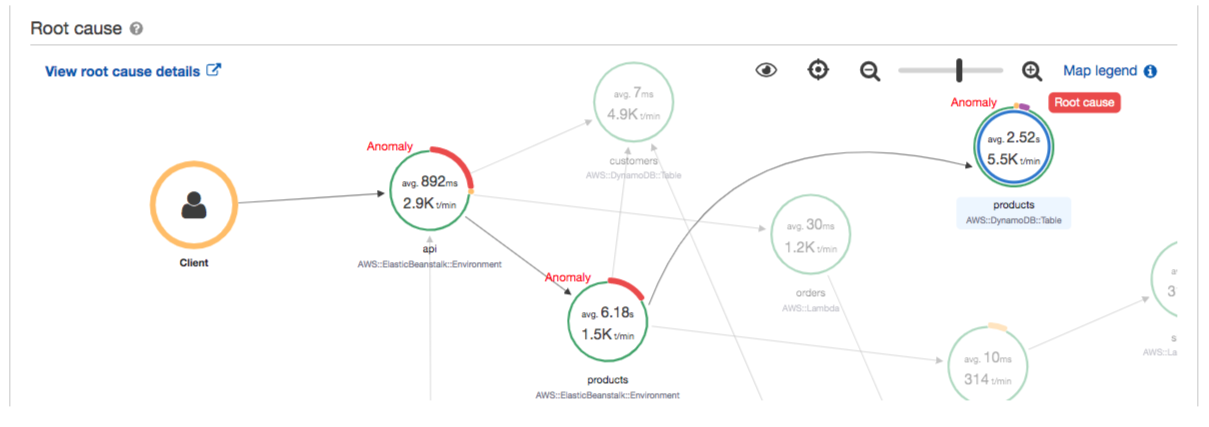 Root cause
View root cause details
Map legend
avg. 7ms
4.9K t/min
customers
AWS::DynamoDB::Table
Anomaly
Root cause
avg. 2.52s
5.5K t/min
products
AWS::DynamoDB::Table
Anomaly
avg. 892ms
2.9K t/min
api
AWS::ElasticBeanstalk::Environment
Client
avg. 30ms
1.2K t/min
orders
AWS::Lambda
Anomaly
avg. 6.18s
1.5K t/min
products
AWS::ElasticBeanstalk::Environment
avg. 10ms
314 t/min